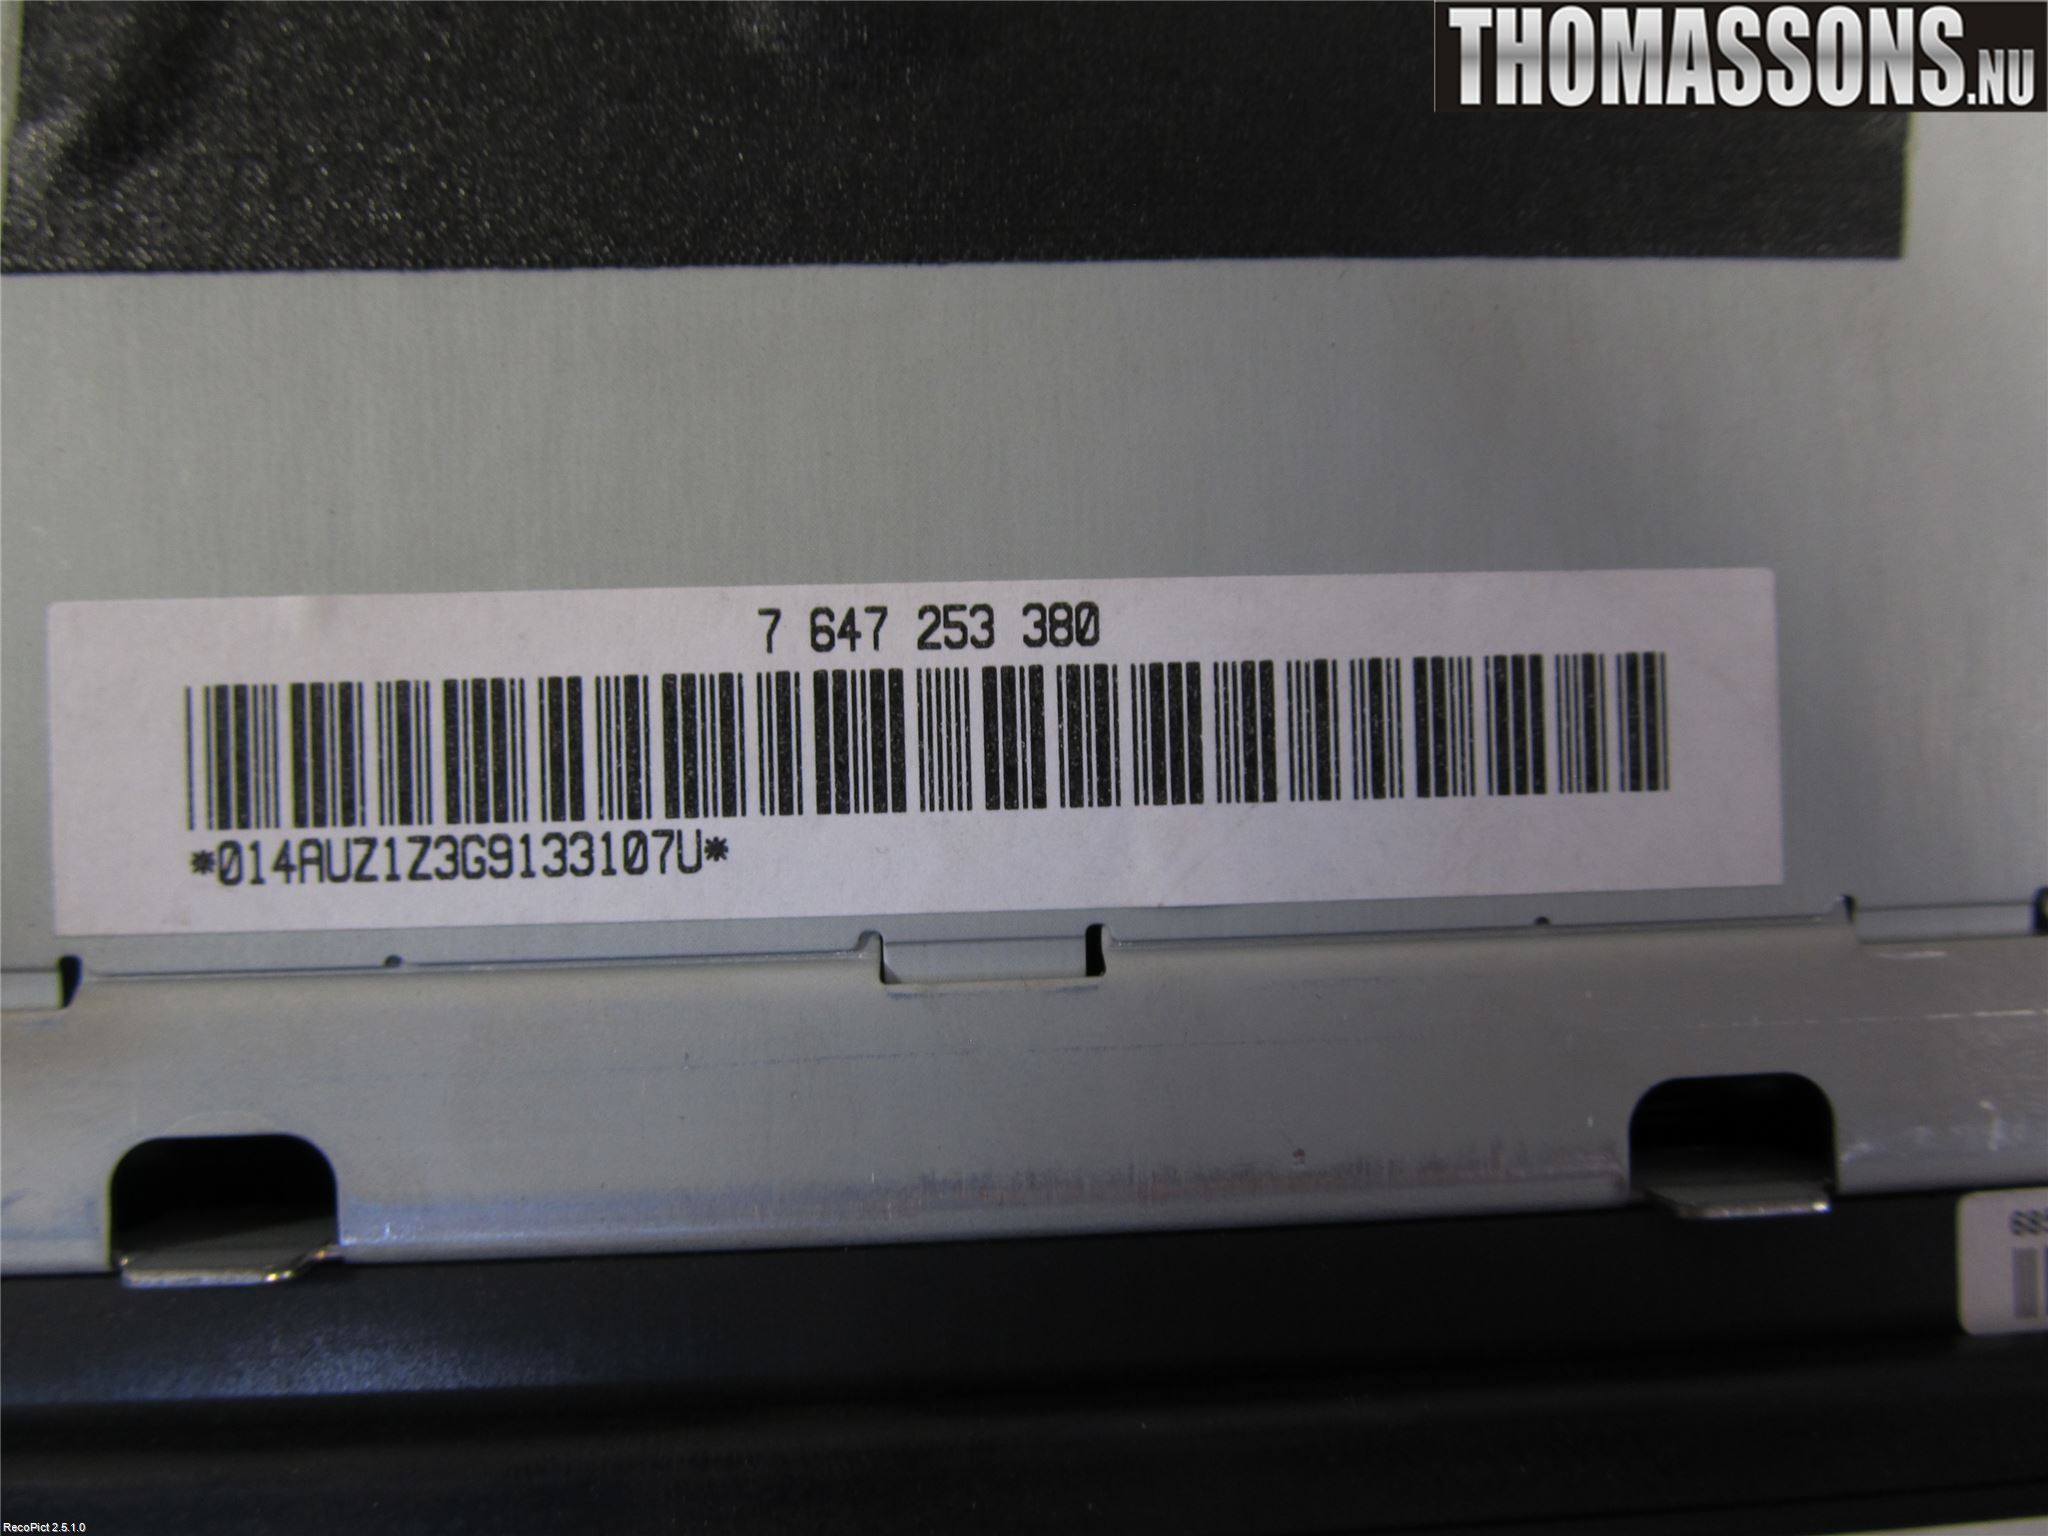 THOMASSONS.NU
7 647 253 380
*014AUZ1Z3G9133107U*
RecoPict 2.5.1.0